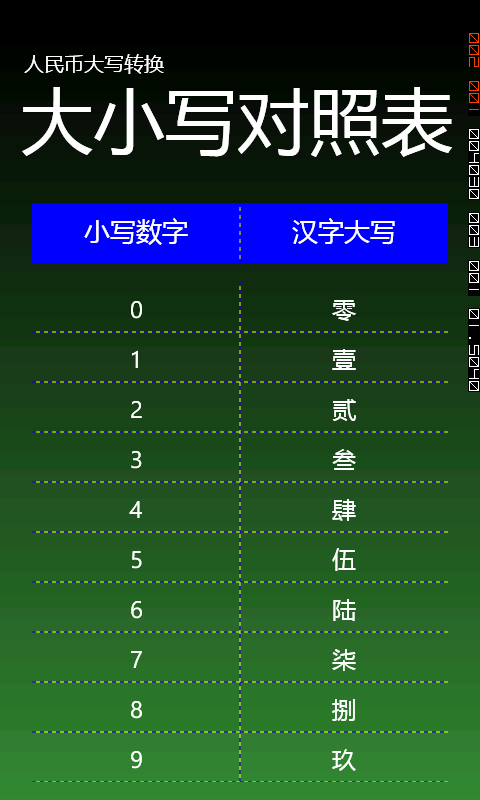 人民币大写转换
大小写对照表
小写数字 汉字大写
0 零
1 壹
2 贰
3 叁
4 肆
5 伍
6 陆
7 柒
8 捌
9 玖